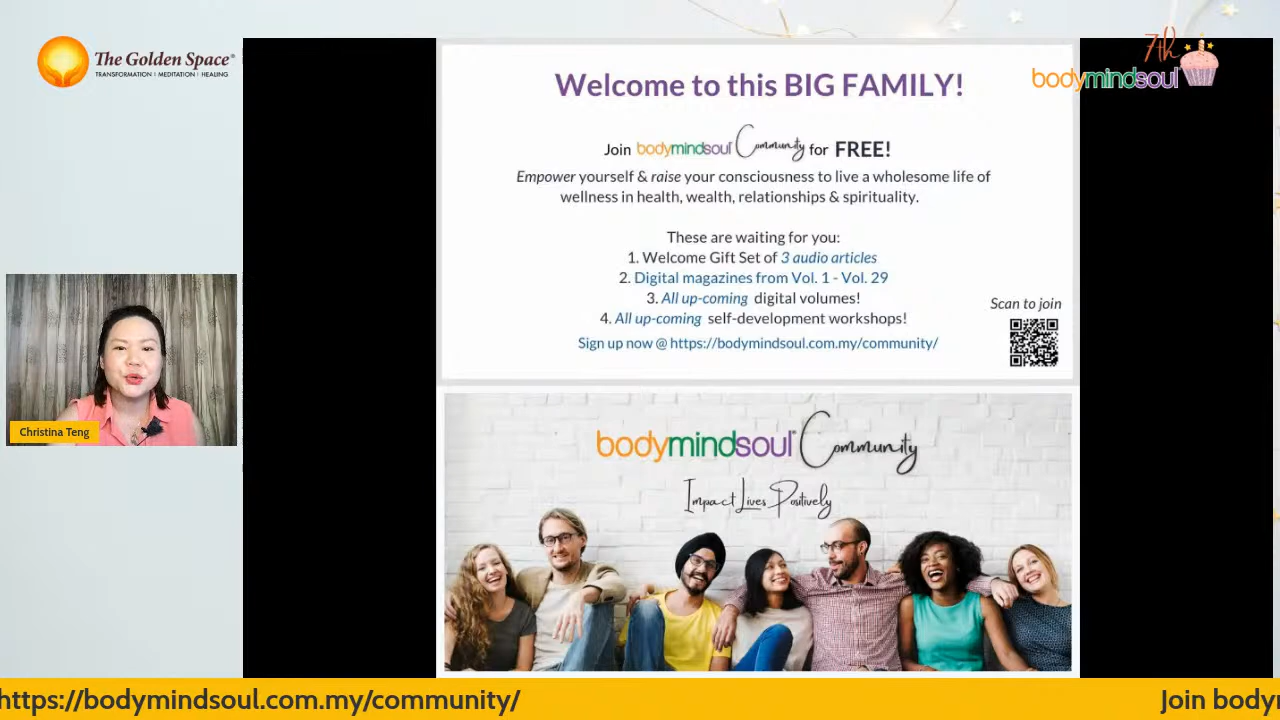 The Golden Space®
TRANSFORMATION | MEDITATION | HEALING
7th
bodymindsoul
Welcome to this BIG FAMILY!
Join bodymindsoul Community for FREE!
Empower yourself & raise your consciousness to live a wholesome life of
wellness in health, wealth, relationships & spirituality.
These are waiting for you:
1. Welcome Gift Set of 3 audio articles
2. Digital magazines from Vol. 1 - Vol. 29
3. All up-coming digital volumes!
4. All up-coming self-development workshops!
Sign up now @ https://bodymindsoul.com.my/community/
Scan to join
Christina Teng
bodymindsoul Community
Impact Lives Positively
https://bodymindsoul.com.my/community/
Join body